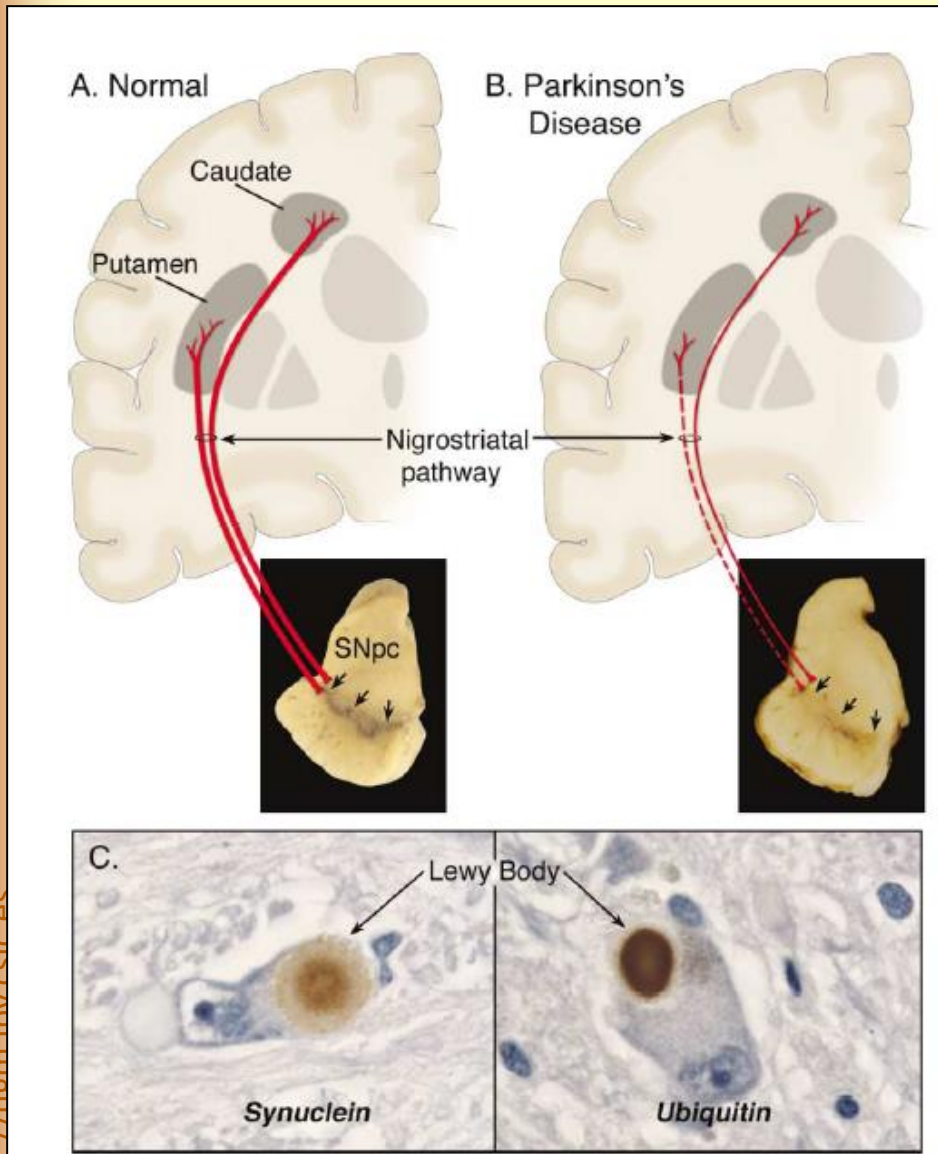 A. Normal
B. Parkinson's
Disease
Caudate
Putamen
Nigrostriatal
pathway
SNpc
C.
Lewy Body
Synuclein
Ubiquitin